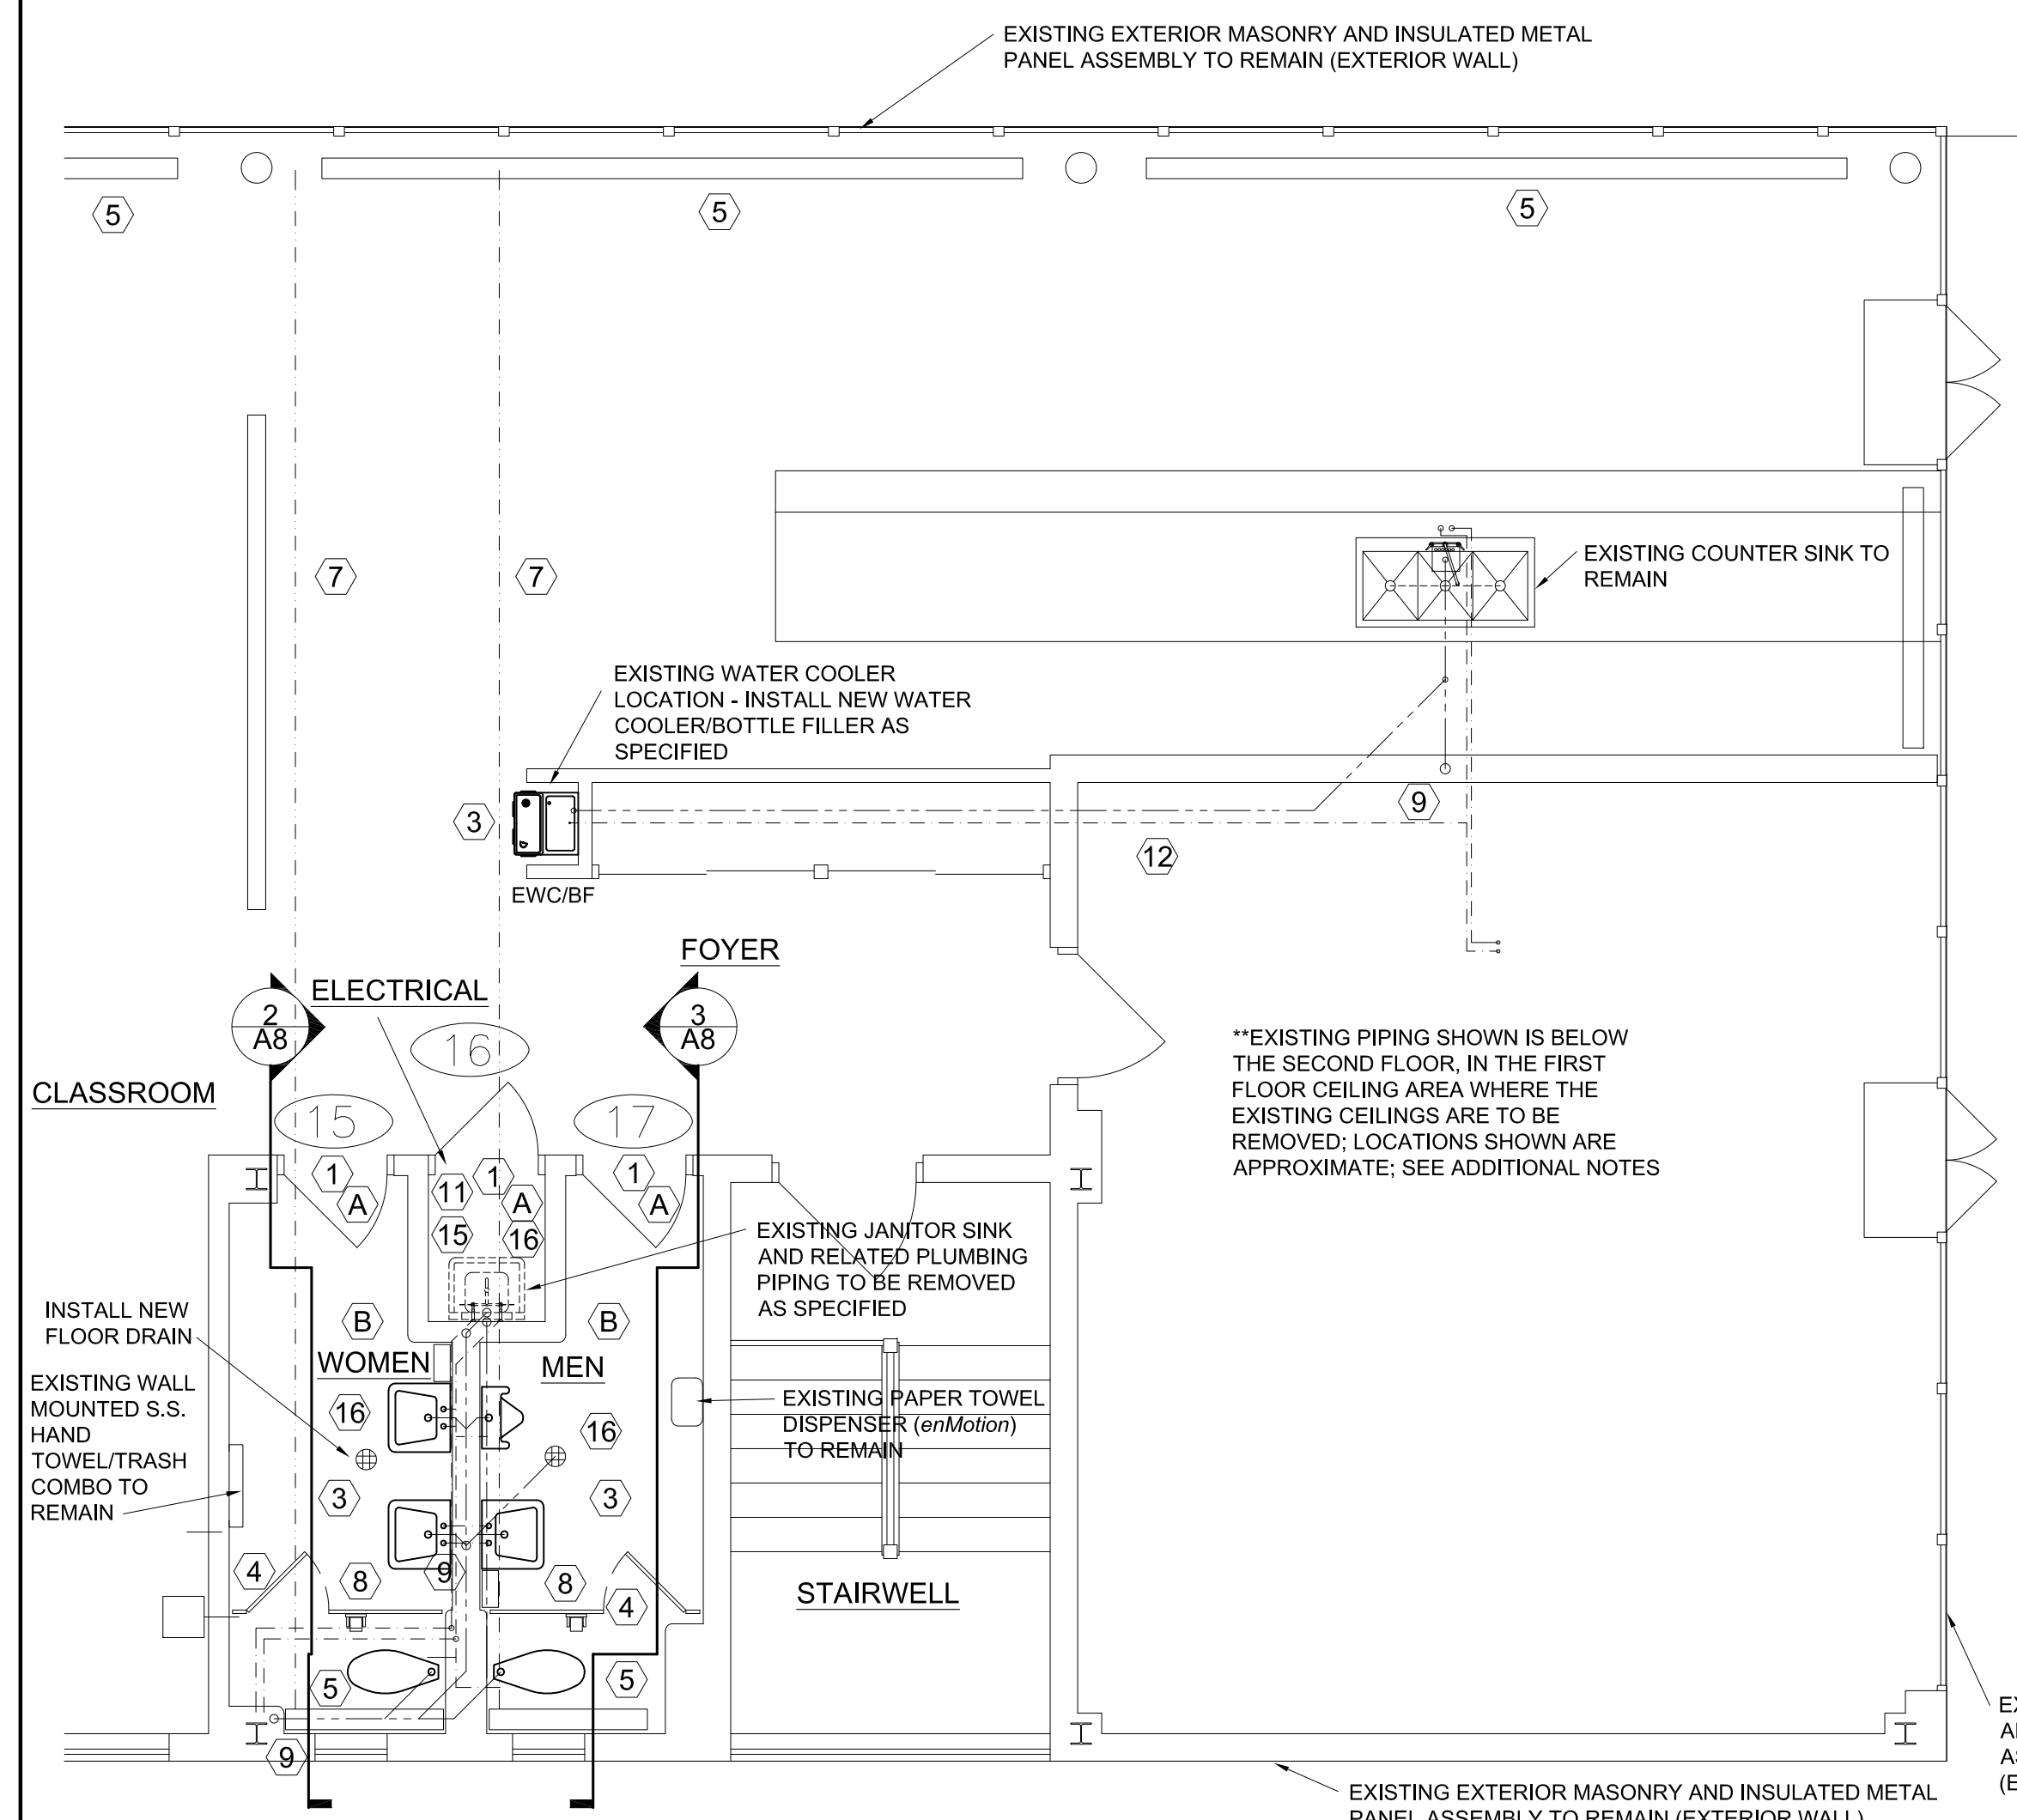 EXISTING EXTERIOR MASONRY AND INSULATED METAL
PANEL ASSEMBLY TO REMAIN (EXTERIOR WALL)
5
5
5
7
7
EXISTING COUNTER SINK TO
REMAIN
EXISTING WATER COOLER
LOCATION - INSTALL NEW WATER
COOLER/BOTTLE FILLER AS
SPECIFIED
3
9
12
EWC/BF
FOYER
ELECTRICAL
2
A8
16
3
A8
CLASSROOM
15
17
**EXISTING PIPING SHOWN IS BELOW
THE SECOND FLOOR, IN THE FIRST
FLOOR CEILING AREA WHERE THE
EXISTING CEILINGS ARE TO BE
REMOVED; LOCATIONS SHOWN ARE
APPROXIMATE; SEE ADDITIONAL NOTES
1
A
11
1
A
1
A
15
16
EXISTING JANITOR SINK
AND RELATED PLUMBING
PIPING TO BE REMOVED
AS SPECIFIED
INSTALL NEW
FLOOR DRAIN
B
B
WOMEN
MEN
EXISTING WALL
MOUNTED S.S.
HAND
TOWEL/TRASH
COMBO TO
REMAIN
EXISTING PAPER TOWEL
DISPENSER (enMotion)
TO REMAIN
16
16
3
3
4
8
9
8
4
STAIRWELL
5
5
9
EXISTING EXTERIOR MASONRY AND INSULATED METAL
PANEL ASSEMBLY TO REMAIN (EXTERIOR WALL)